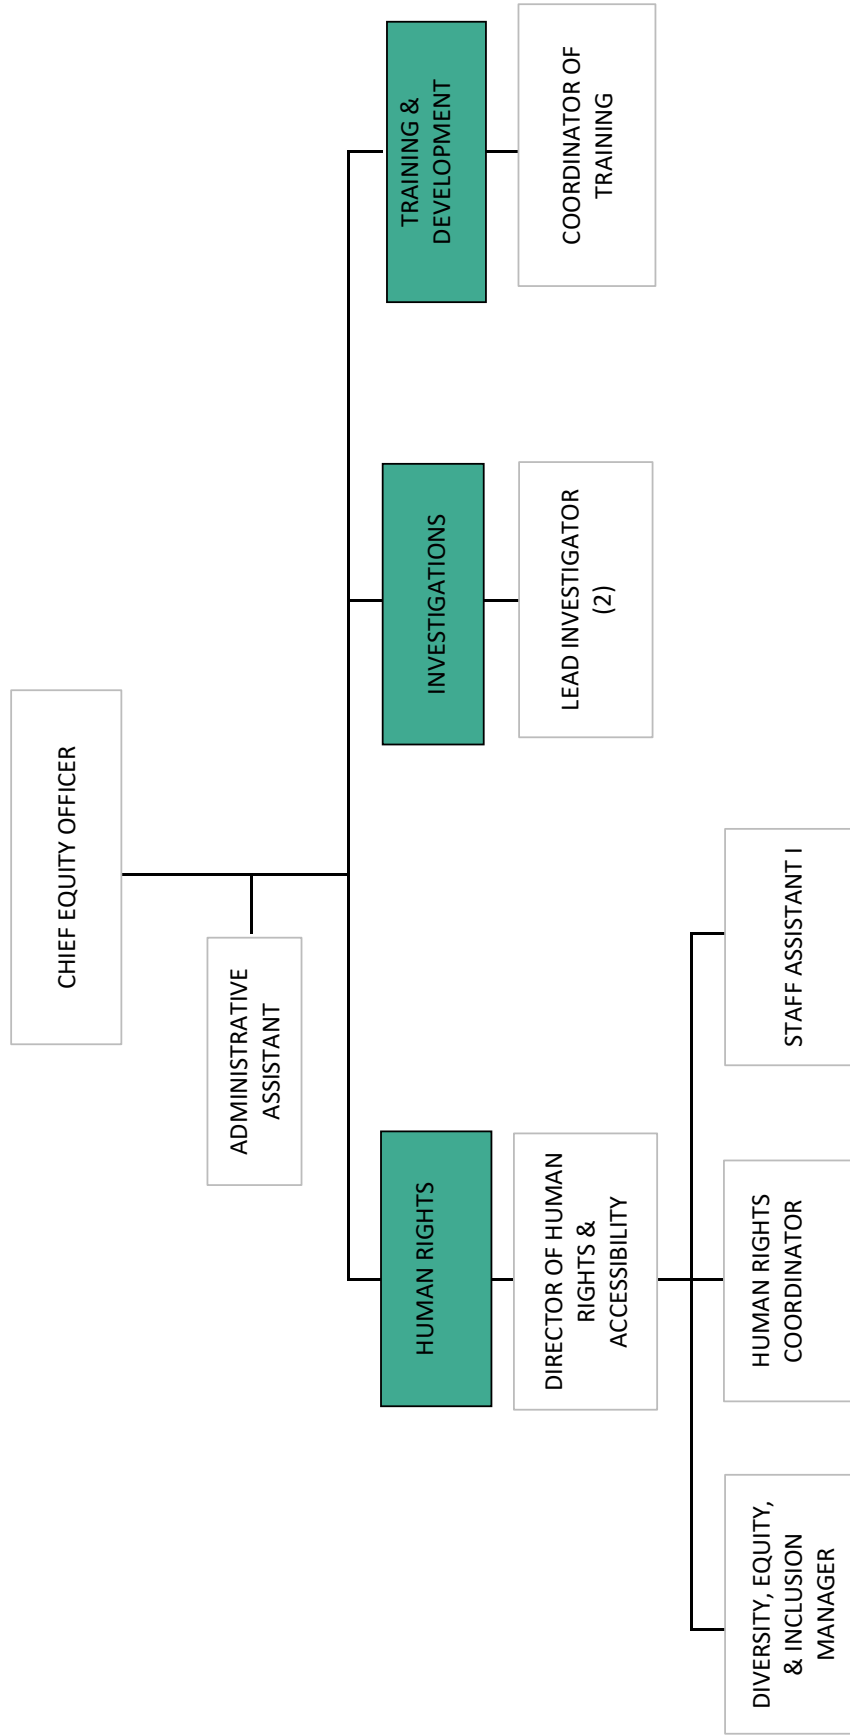 CHIEF EQUITY OFFICER
ADMINISTRATIVE
ASSISTANT
HUMAN RIGHTS
INVESTIGATIONS
TRAINING &
DEVELOPMENT
DIRECTOR OF HUMAN
RIGHTS &
ACCESSIBILITY
LEAD INVESTIGATOR
(2)
COORDINATOR OF
TRAINING
DIVERSITY, EQUITY,
& INCLUSION
MANAGER
HUMAN RIGHTS
COORDINATOR
STAFF ASSISTANT I